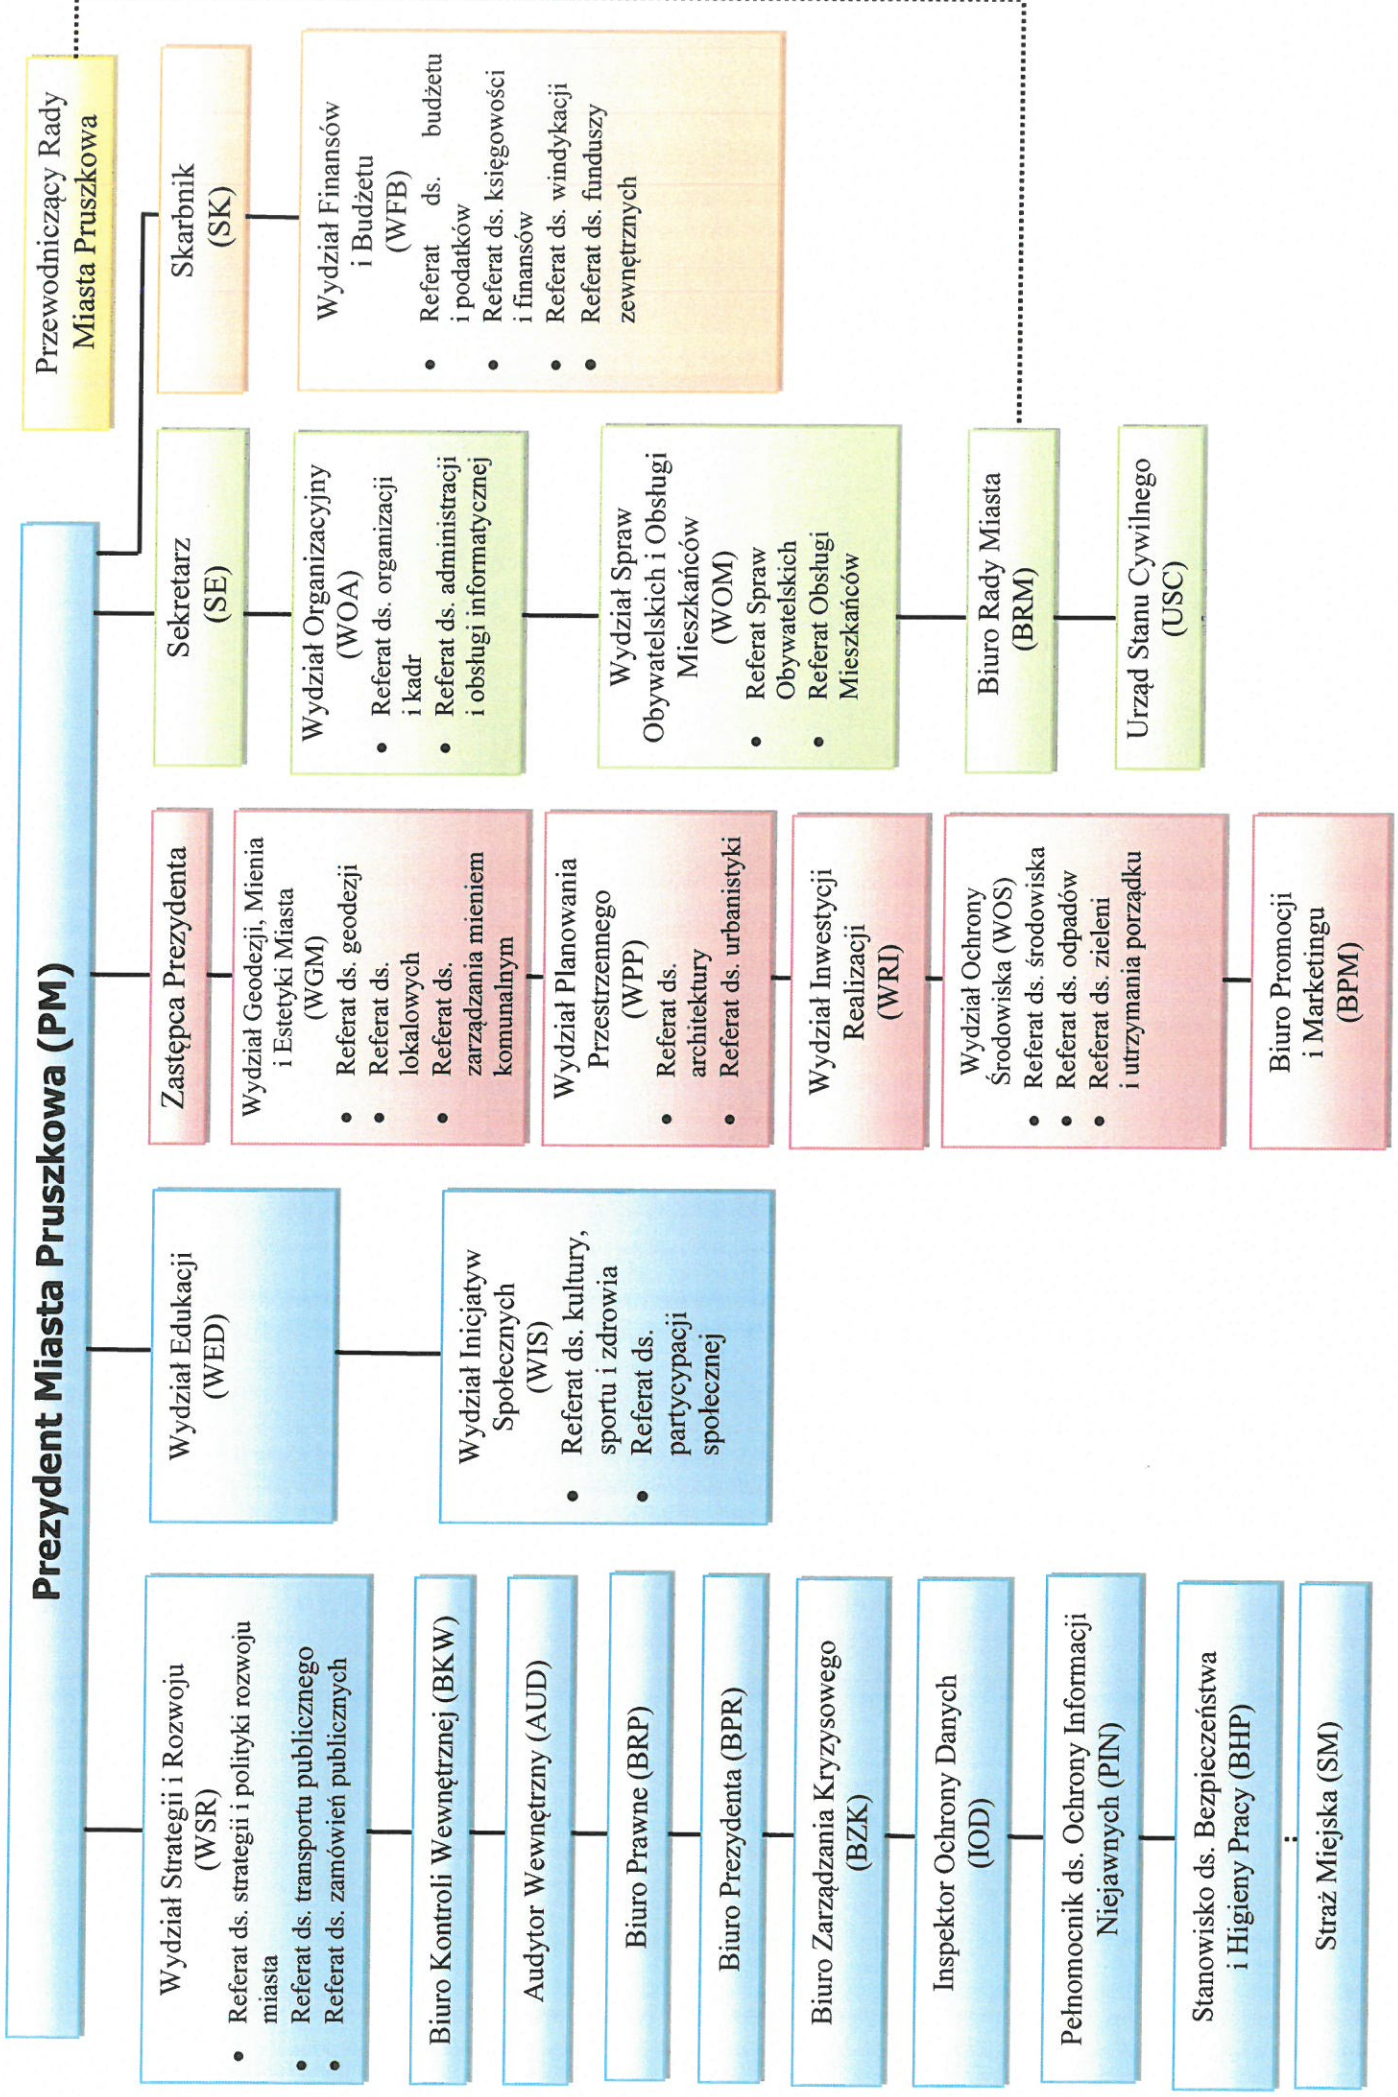 Przewodniczący Rady
Miasta Pruszkowa
Prezydent Miasta Pruszkowa (PM)
Wydział Strategii i Rozwoju
(WSR)
• Referat ds. strategii i polityki rozwoju
miasta
• Referat ds. transportu publicznego
• Referat ds. zamówień publicznych
Biuro Kontroli Wewnętrznej (BKW)
Audytor Wewnętrzny (AUD)
Biuro Prawne (BRP)
Biuro Prezydenta (BPR)
Biuro Zarządzania Kryzysowego
(BZK)
Inspektor Ochrony Danych
(IOD)
Pełnomocnik ds. Ochrony Informacji
Niejawnych (PIN)
Stanowisko ds. Bezpieczeństwa
i Higieny Pracy (BHP)
Straż Miejska (SM)
Wydział Edukacji
(WED)
Wydział Inicjatyw
Społecznych
(WIS)
• Referat ds. kultury,
sportu i zdrowia
• Referat ds.
partycypacji
społecznej
Zastępca Prezydenta
Wydział Geodezji, Mienia
i Estetyki Miasta
(WGM)
• Referat ds. geodezji
• Referat ds.
lokalowych
• Referat ds.
zarządzania mieniem
komunalnym
Wydział Planowania
Przestrzennego
(WPP)
• Referat ds.
architektury
• Referat ds. urbanistyki
Wydział Inwestycji
Realizacji
(WRI)
Wydział Ochrony
Środowiska (WOS)
• Referat ds. środowiska
• Referat ds. odpadów
• Referat ds. zieleni
i utrzymania porządku
Biuro Promocji
i Marketingu
(BPM)
Sekretarz
(SE)
Wydział Organizacyjny
(WOA)
• Referat ds. organizacji
i kadr
• Referat ds. administracji
i obsługi informatycznej
Wydział Spraw
Obywatelskich i Obsługi
Mieszkańców
(WOM)
• Referat Spraw
Obywatelskich
• Referat Obsługi
Mieszkańców
Biuro Rady Miasta
(BRM)
Urząd Stanu Cywilnego
(USC)
Skarbnik
(SK)
Wydział Finansów
i Budżetu
(WFB)
• Referat ds. budżetu
i podatków
• Referat ds. księgowości
i finansów
• Referat ds. windykacji
• Referat ds. funduszy
zewnętrznych